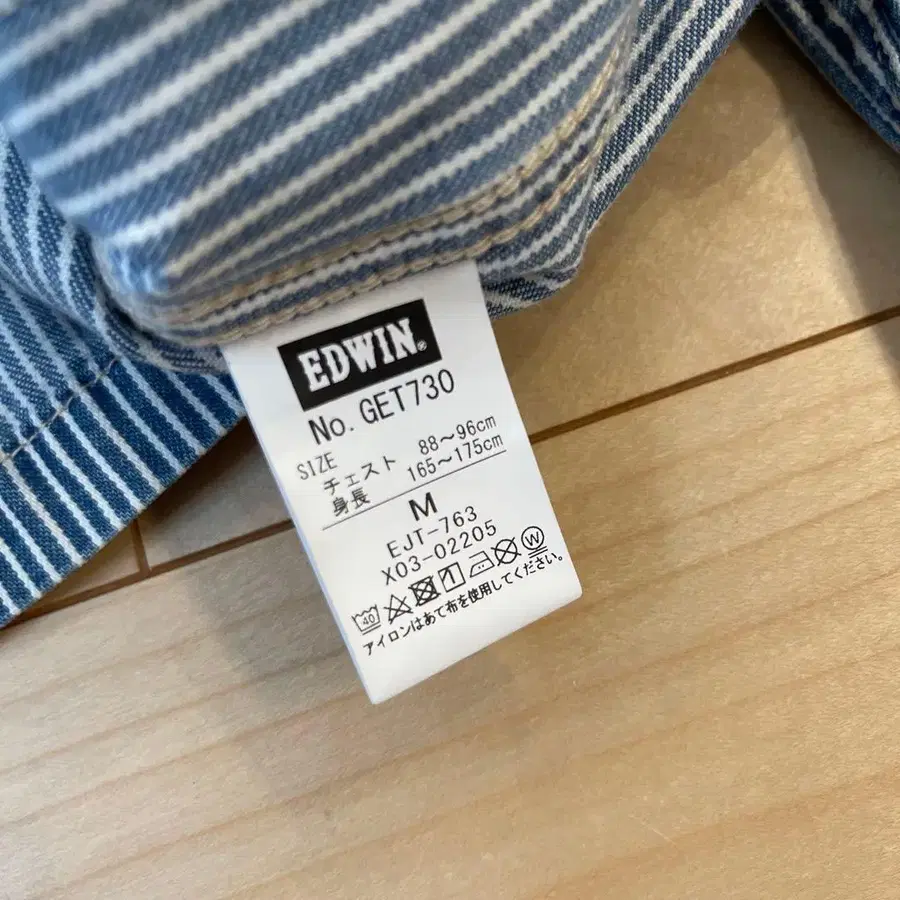 EDWIN®
No. GET730
SIZE
チェスト 88～96cm
身長 165～175cm
M
EJT-763
X03-02205
40 W
アイロンはあて布を使用してください。